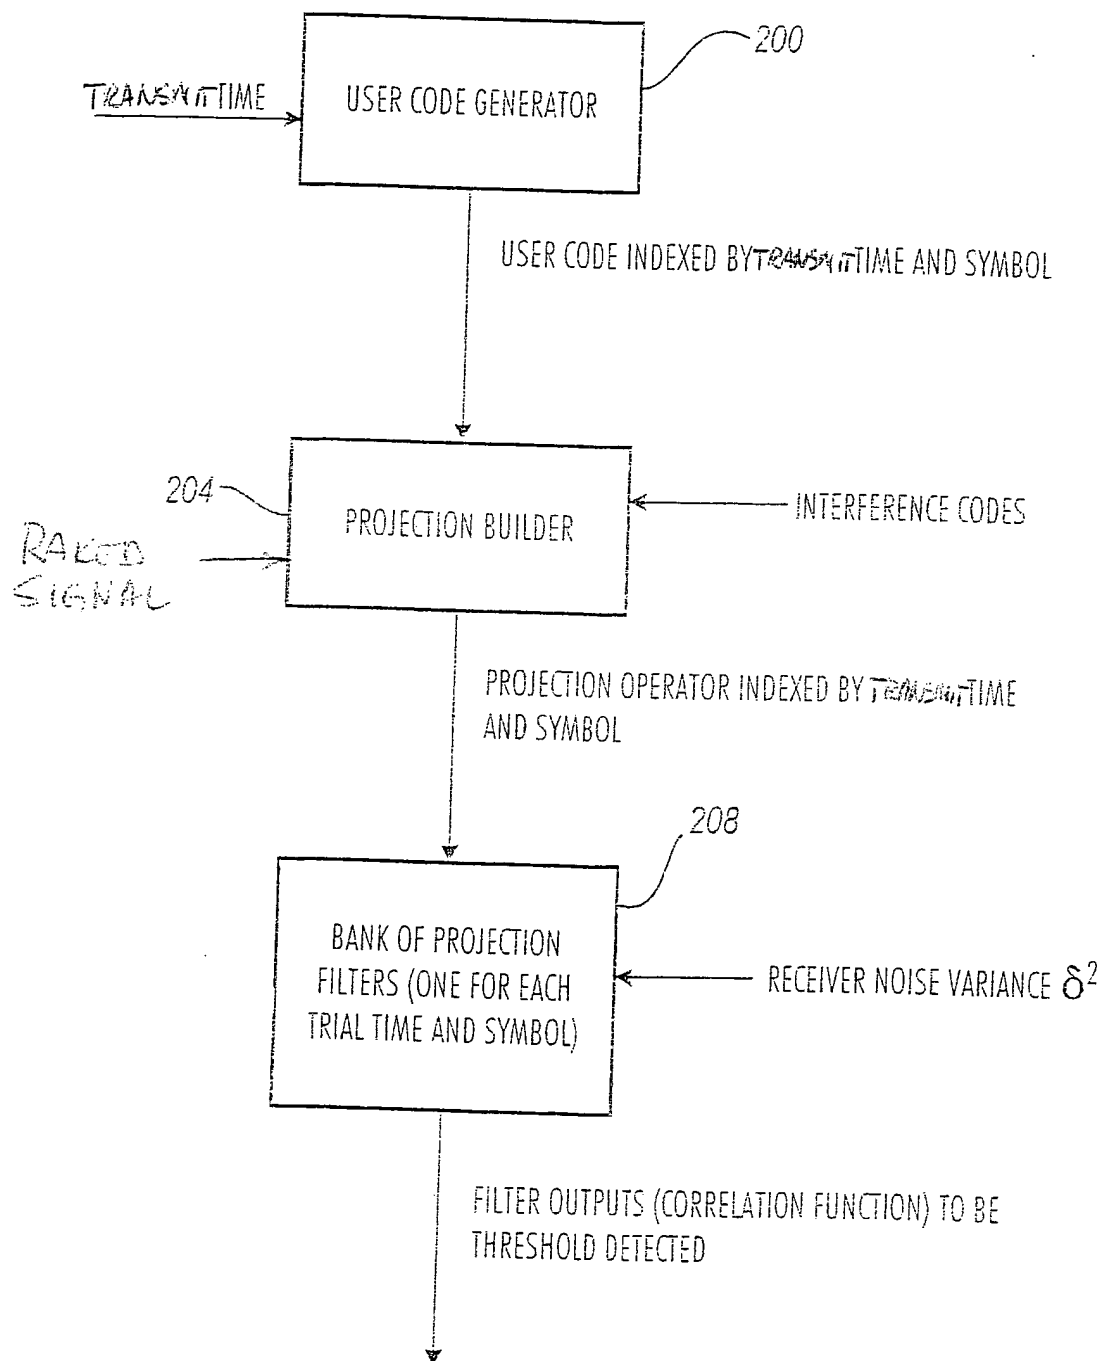 200
TRANSMIT TIME
USER CODE GENERATOR
USER CODE INDEXED BY TRANSMIT TIME AND SYMBOL
204
PROJECTION BUILDER
INTERFERENCE CODES
RAKED
SIGNAL
PROJECTION OPERATOR INDEXED BY TRANSMIT TIME
AND SYMBOL
208
BANK OF PROJECTION
FILTERS (ONE FOR EACH
TRIAL TIME AND SYMBOL)
RECEIVER NOISE VARIANCE δ²
FILTER OUTPUTS (CORRELATION FUNCTION) TO BE
THRESHOLD DETECTED